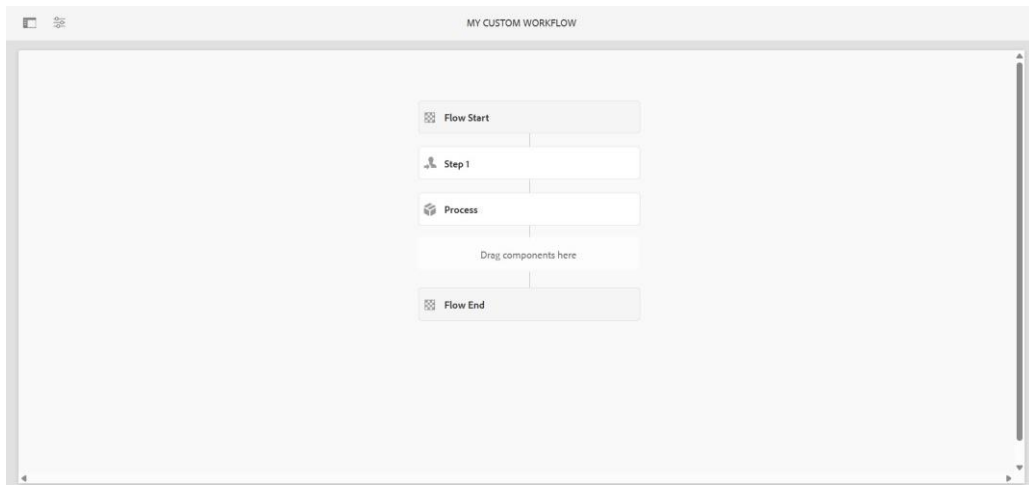 MY CUSTOM WORKFLOW
Flow Start
Step 1
Process
Drag components here
Flow End